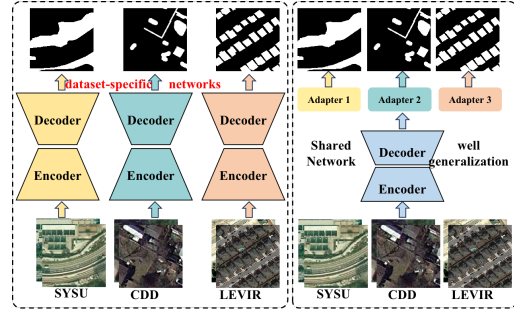 dataset-specific networks
Decoder
Decoder
Decoder
Encoder
Encoder
Encoder
SYSU
CDD
LEVIR
Adapter 1
Adapter 2
Adapter 3
Shared
Network
well
generalization
Decoder
Encoder
SYSU
CDD
LEVIR